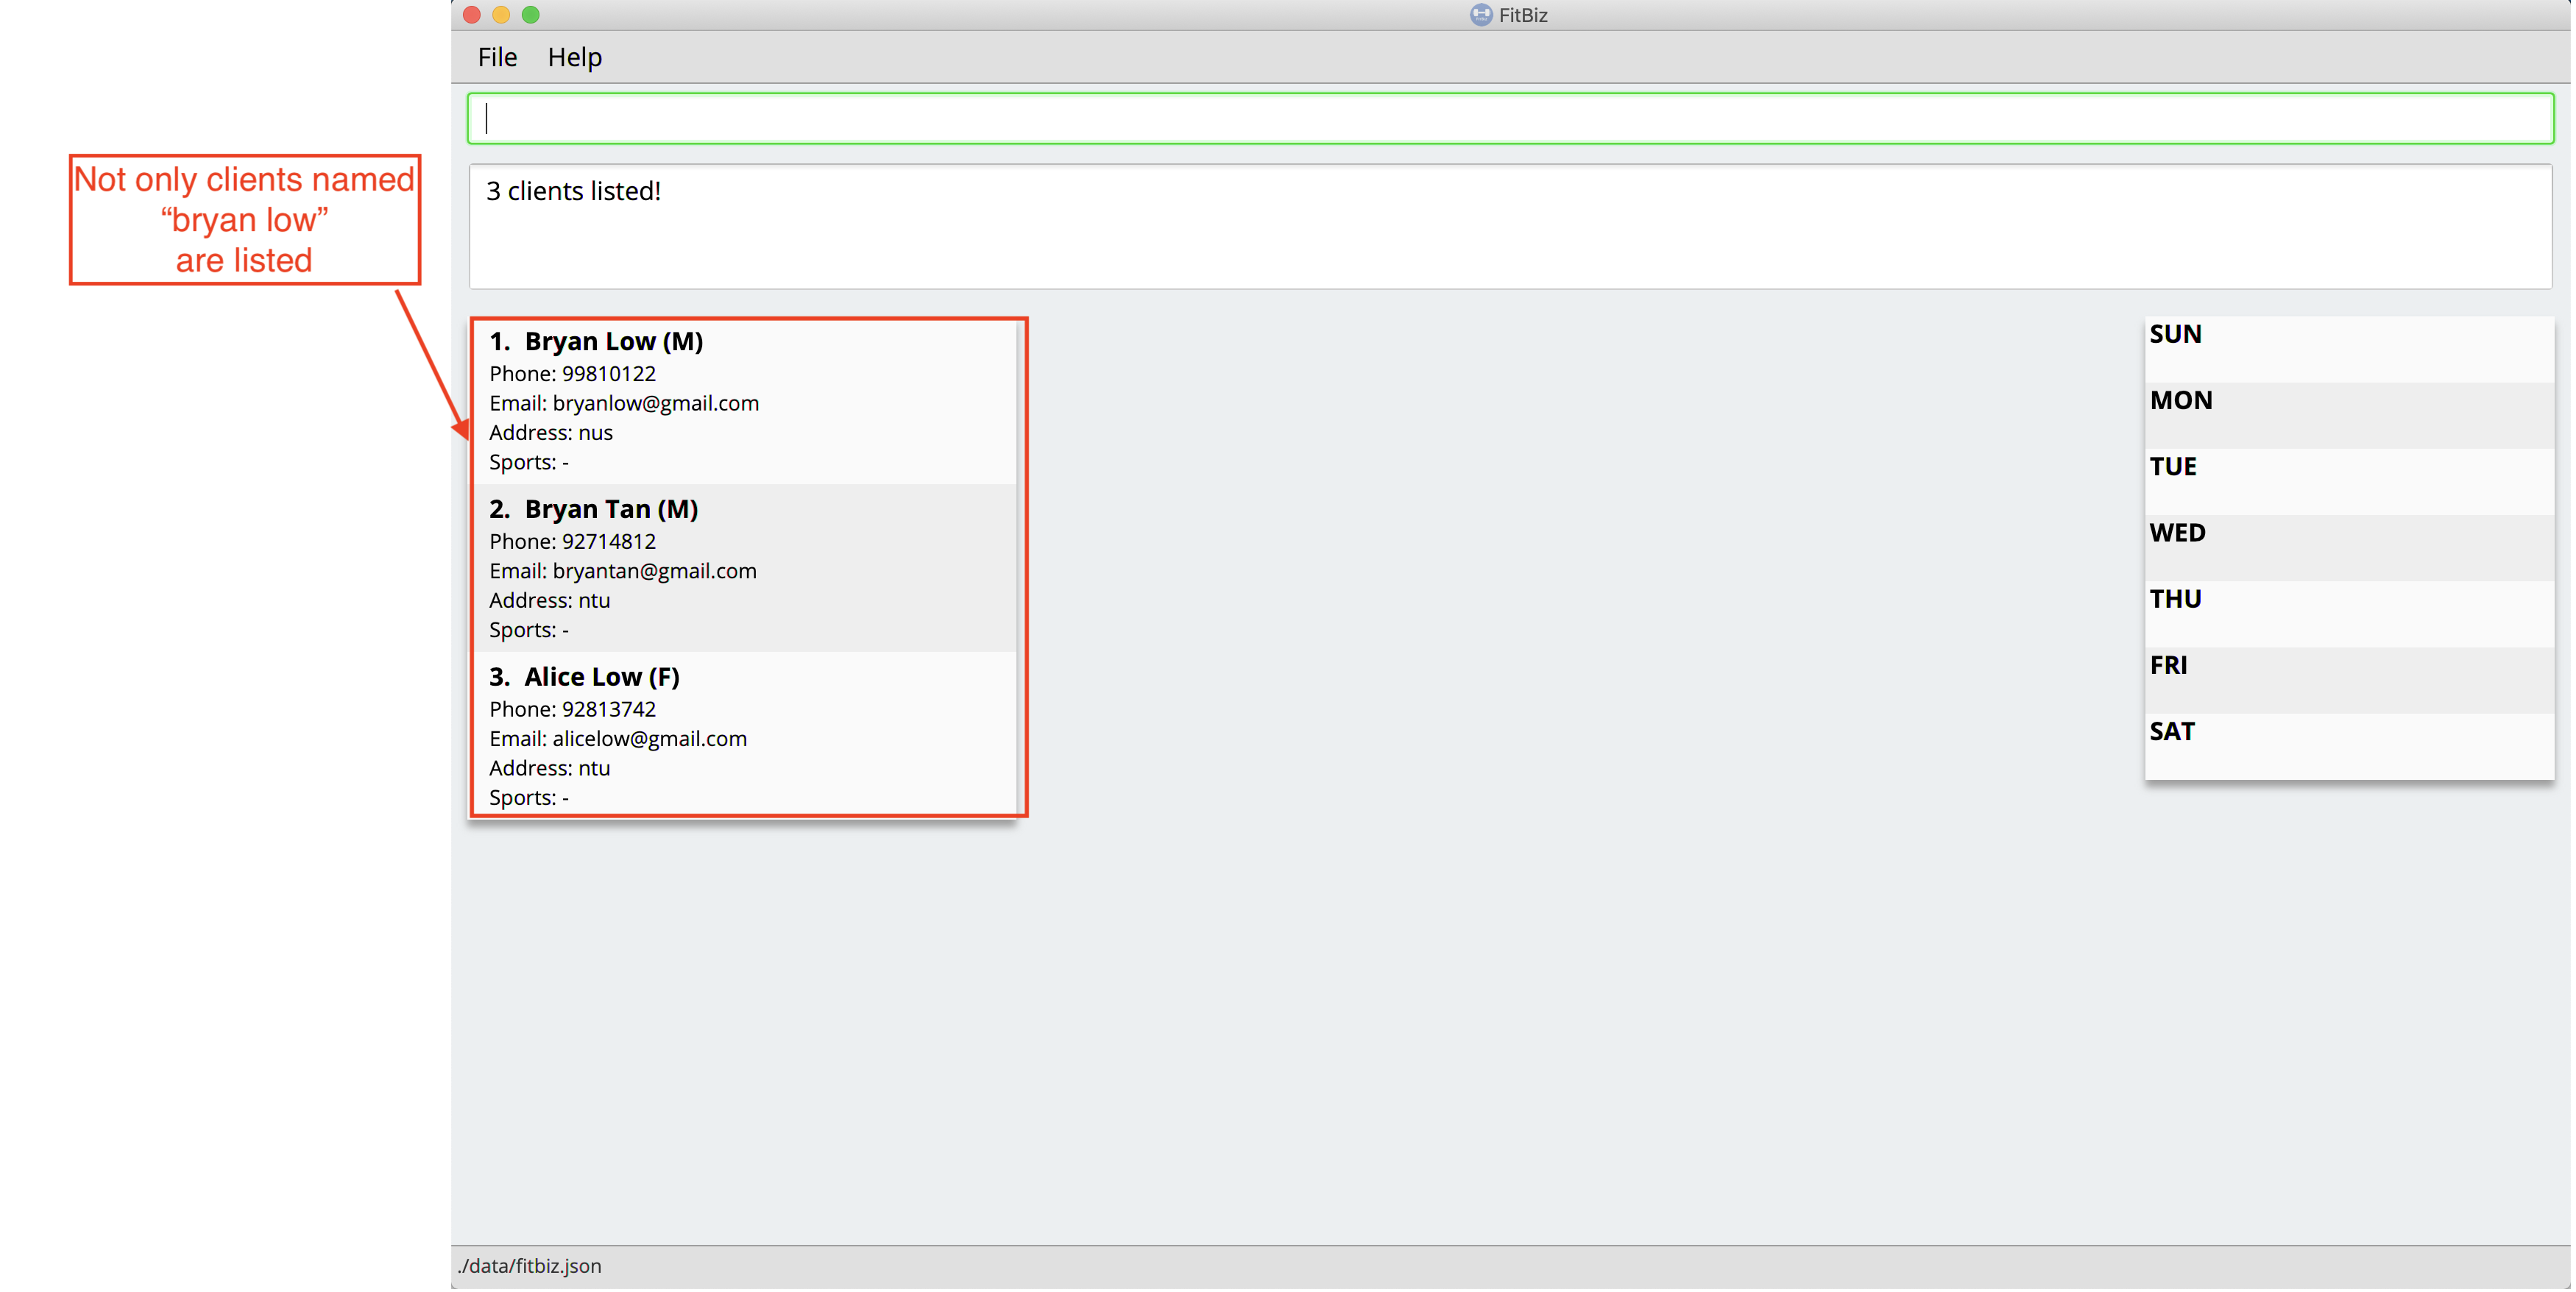 FitBiz
File Help
Not only clients named
“bryan low”
are listed
3 clients listed!
1. Bryan Low (M)
Phone: 99810122
Email: bryanlow@gmail.com
Address: nus
Sports: -
2. Bryan Tan (M)
Phone: 92714812
Email: bryantan@gmail.com
Address: ntu
Sports: -
3. Alice Low (F)
Phone: 92813742
Email: alicelow@gmail.com
Address: ntu
Sports: -
SUN
MON
TUE
WED
THU
FRI
SAT
./data/fitbiz.json